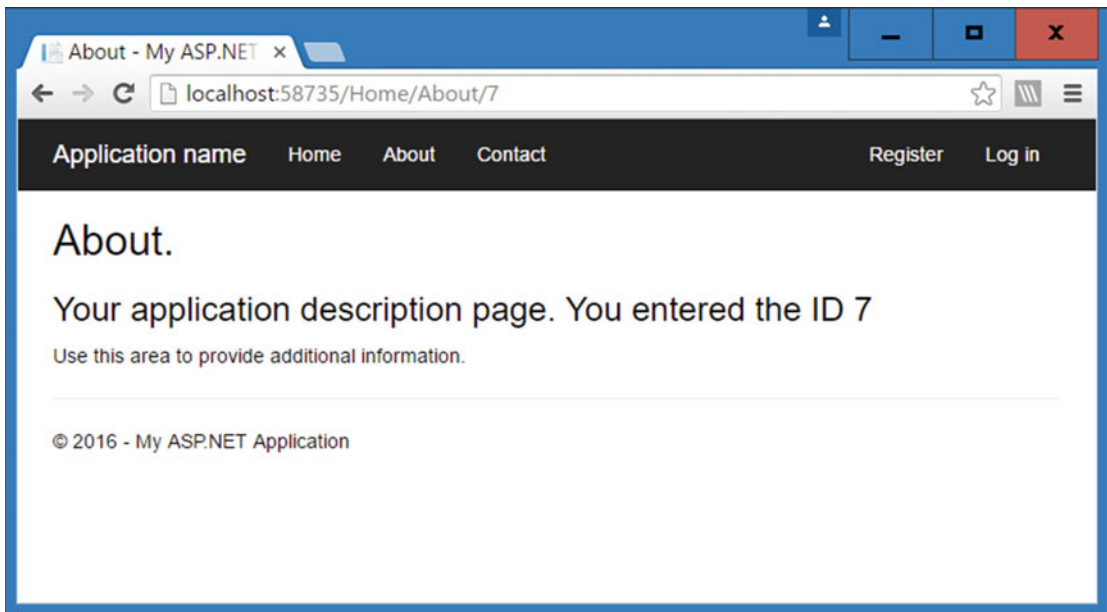 About - My ASP.NET
localhost:58735/Home/About/7
Application name Home About Contact Register Log in
About.
Your application description page. You entered the ID 7
Use this area to provide additional information.
© 2016 - My ASP.NET Application